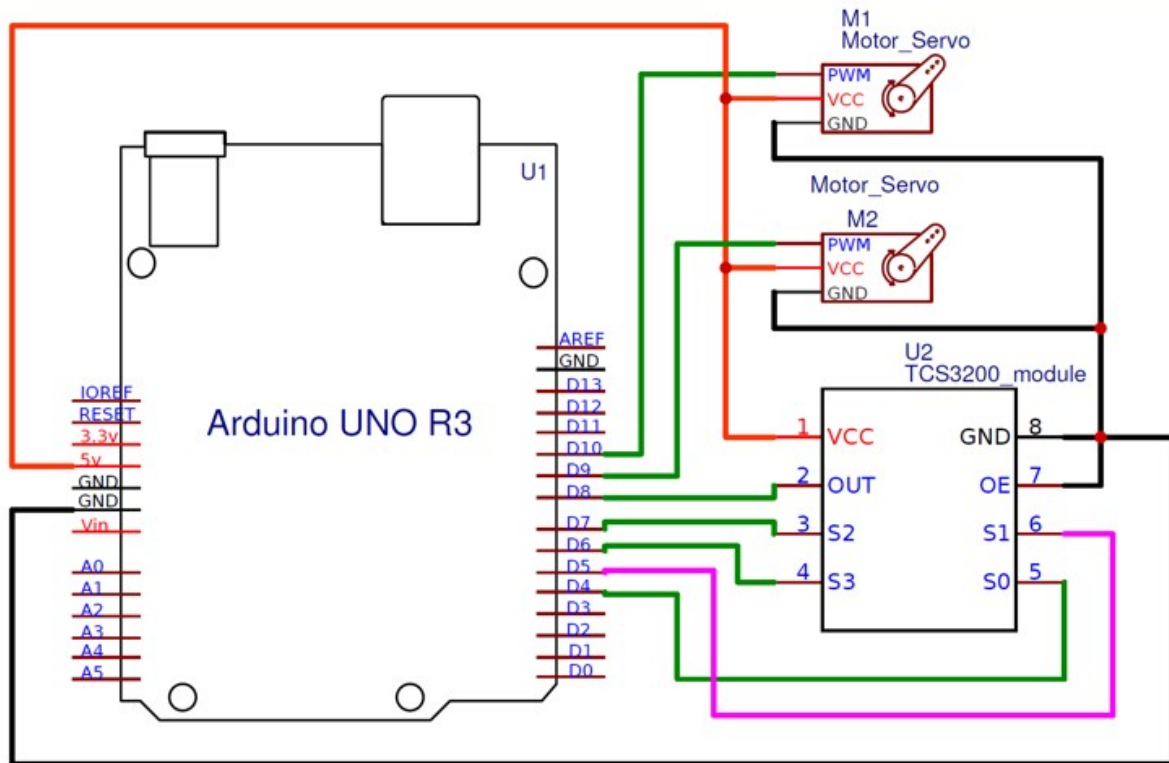 M1
Motor_Servo
PWM
VCC
GND
U1
Motor_Servo
M2
PWM
VCC
GND
AREF
GND
D13
D12
D11
D10
D9
D8
D7
D6
D5
D4
D3
D2
D1
D0
IOREF
RESET
3.3v
5v
GND
GND
Vin
A0
A1
A2
A3
A4
A5
Arduino UNO R3
U2
TCS3200_module
1 VCC GND 8
2 OUT OE 7
3 S2 S1 6
4 S3 S0 5